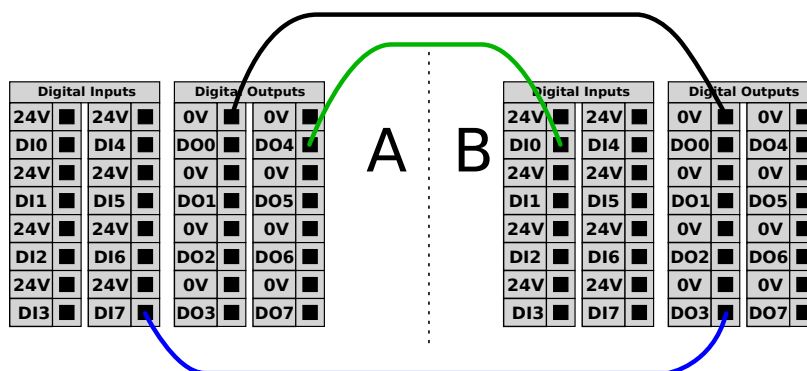 Digital Inputs Digital Outputs Digital Inputs Digital Outputs
24V 24V 0V 0V 24V 24V 0V 0V
DI0 DI4 DO0 DO4 A B DI0 DI4 DO0 DO4
24V 24V 0V 0V 24V 24V 0V 0V
DI1 DI5 DO1 DO5 DI1 DI5 DO1 DO5
24V 24V 0V 0V 24V 24V 0V 0V
DI2 DI6 DO2 DO6 DI2 DI6 DO2 DO6
24V 24V 0V 0V 24V 24V 0V 0V
DI3 DI7 DO3 DO7 DI3 DI7 DO3 DO7